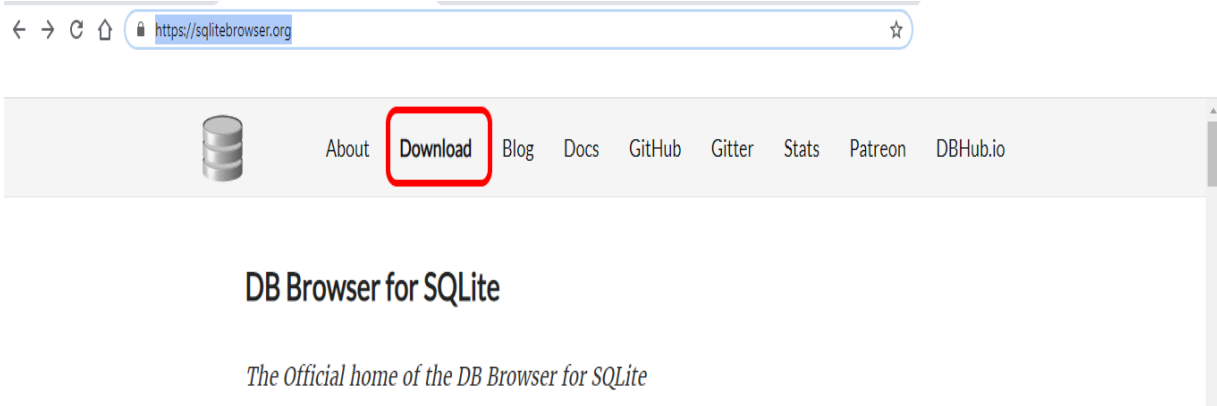 https://sqlitebrowser.org
About Download Blog Docs GitHub Gitter Stats Patreon DBHub.io
DB Browser for SQLite
The Official home of the DB Browser for SQLite